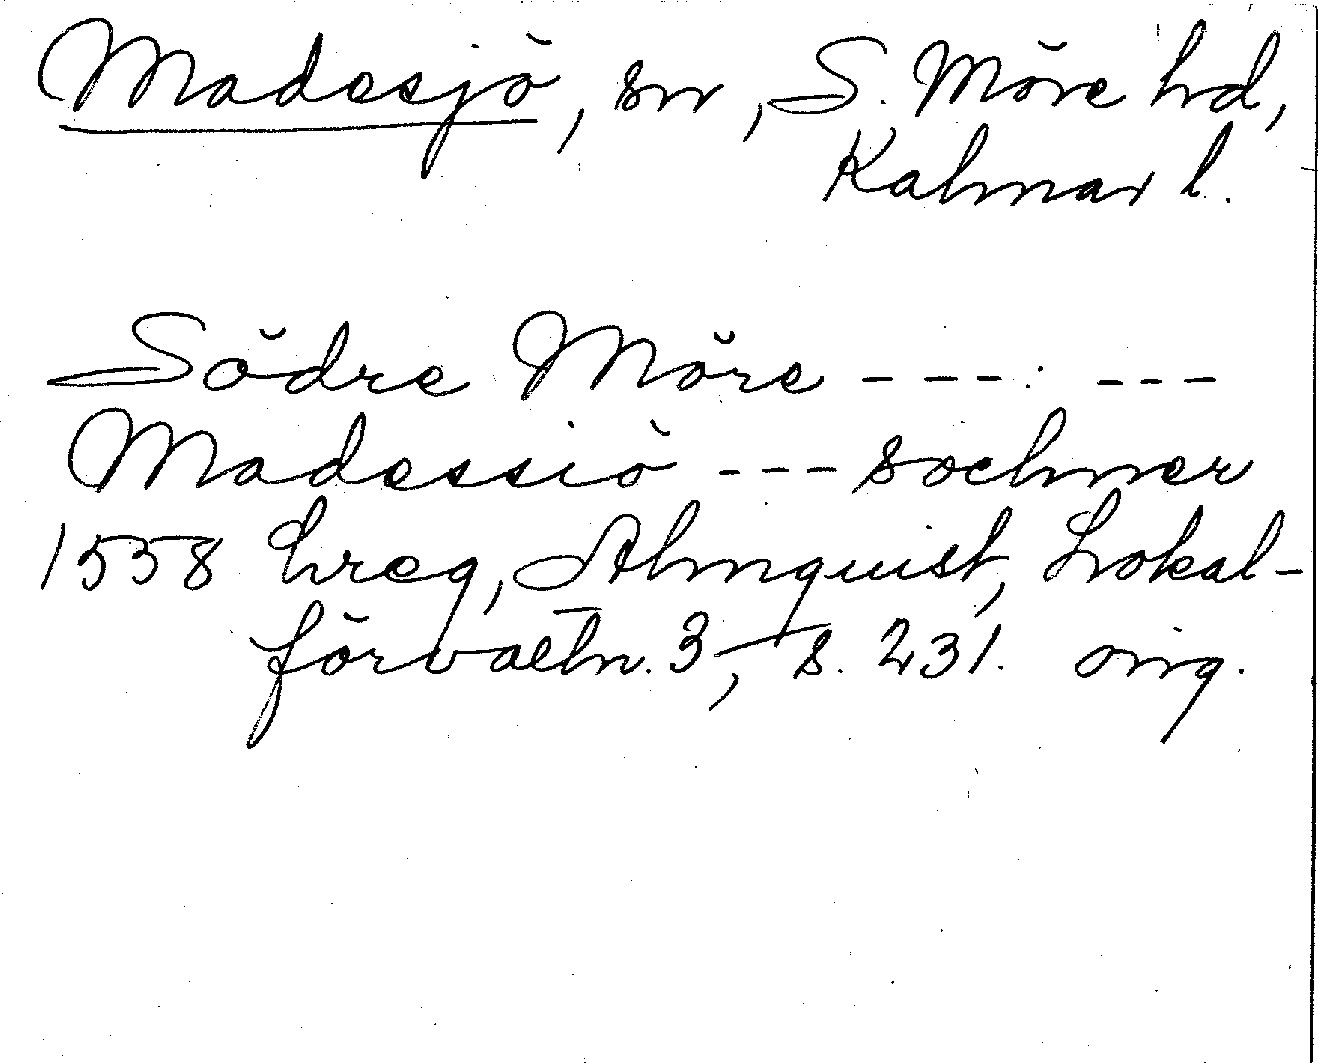 Madesjö, sn, S. Möre hd,
Kalmar l.
Södre Möre - - - - - - -
Madessiö - - - sochner
1558 hreg, Almquist, Lokal-
förvaltn. 3, s. 231. orig.